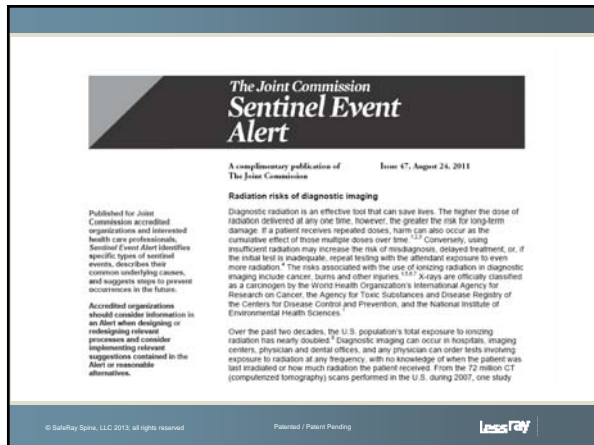 The Joint Commission
Sentinel Event
Alert
A complimentary publication of
The Joint Commission
Issue 47, August 24, 2011
Published for Joint
Commission accredited
organizations and interested
health care professionals,
Sentinel Event Alert identifies
specific types of sentinel
events, describes their
common underlying causes,
and suggests steps to prevent
occurrences in the future.
Accredited organizations
should consider information in
an Alert when designing or
redesigning relevant
processes and consider
implementing relevant
suggestions contained in the
Alert or reasonable
alternatives.
Radiation risks of diagnostic imaging
Diagnostic radiation is an effective tool that can save lives. The higher the dose of
radiation delivered at any one time, however, the greater the risk for long-term
damage. If a patient receives repeated doses, harm can also occur as the
cumulative effect of those multiple doses over time.1,2,3 Conversely, using
insufficient radiation may increase the risk of misdiagnosis, delayed treatment, or, if
the initial test is inadequate, repeat testing with the attendant exposure to even
more radiation.4 The risks associated with the use of ionizing radiation in diagnostic
imaging include cancer, burns and other injuries. X-rays are officially classified
as a carcinogen by the World Health Organization's International Agency for
Research on Cancer, the Agency for Toxic Substances and Disease Registry of
the Centers for Disease Control and Prevention, and the National Institute of
Environmental Health Sciences.
Over the past two decades, the U.S. population's total exposure to ionizing
radiation has nearly doubled. Diagnostic imaging can occur in hospitals, imaging
centers, physician and dental offices, and any physician can order tests involving
exposure to radiation at any frequency, with no knowledge of when the patient was
last irradiated or how much radiation the patient received. From the 72 million CT
(computerized tomography) scans performed in the U.S. during 2007, one study
© SafeRay Spine, LLC 2013; all rights reserved
Patented / Patent Pending
LessRay